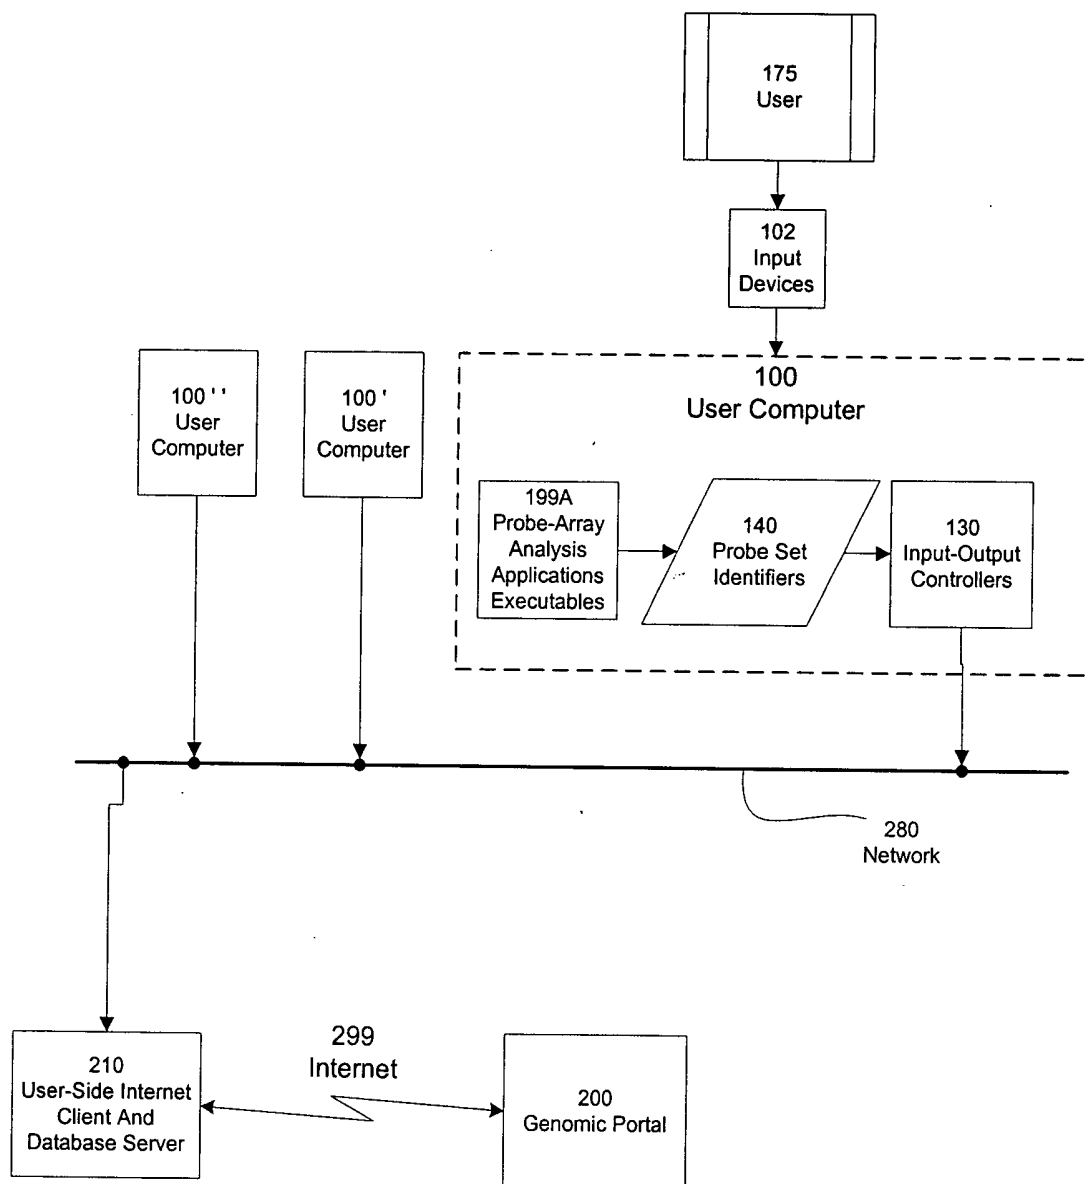 175
User
102
Input
Devices
100
User Computer
100 ' '
User
Computer
100 '
User
Computer
199A
Probe-Array
Analysis
Applications
Executables
140
Probe Set
Identifiers
130
Input-Output
Controllers
280
Network
299
Internet
210
User-Side Internet
Client And
Database Server
200
Genomic Portal